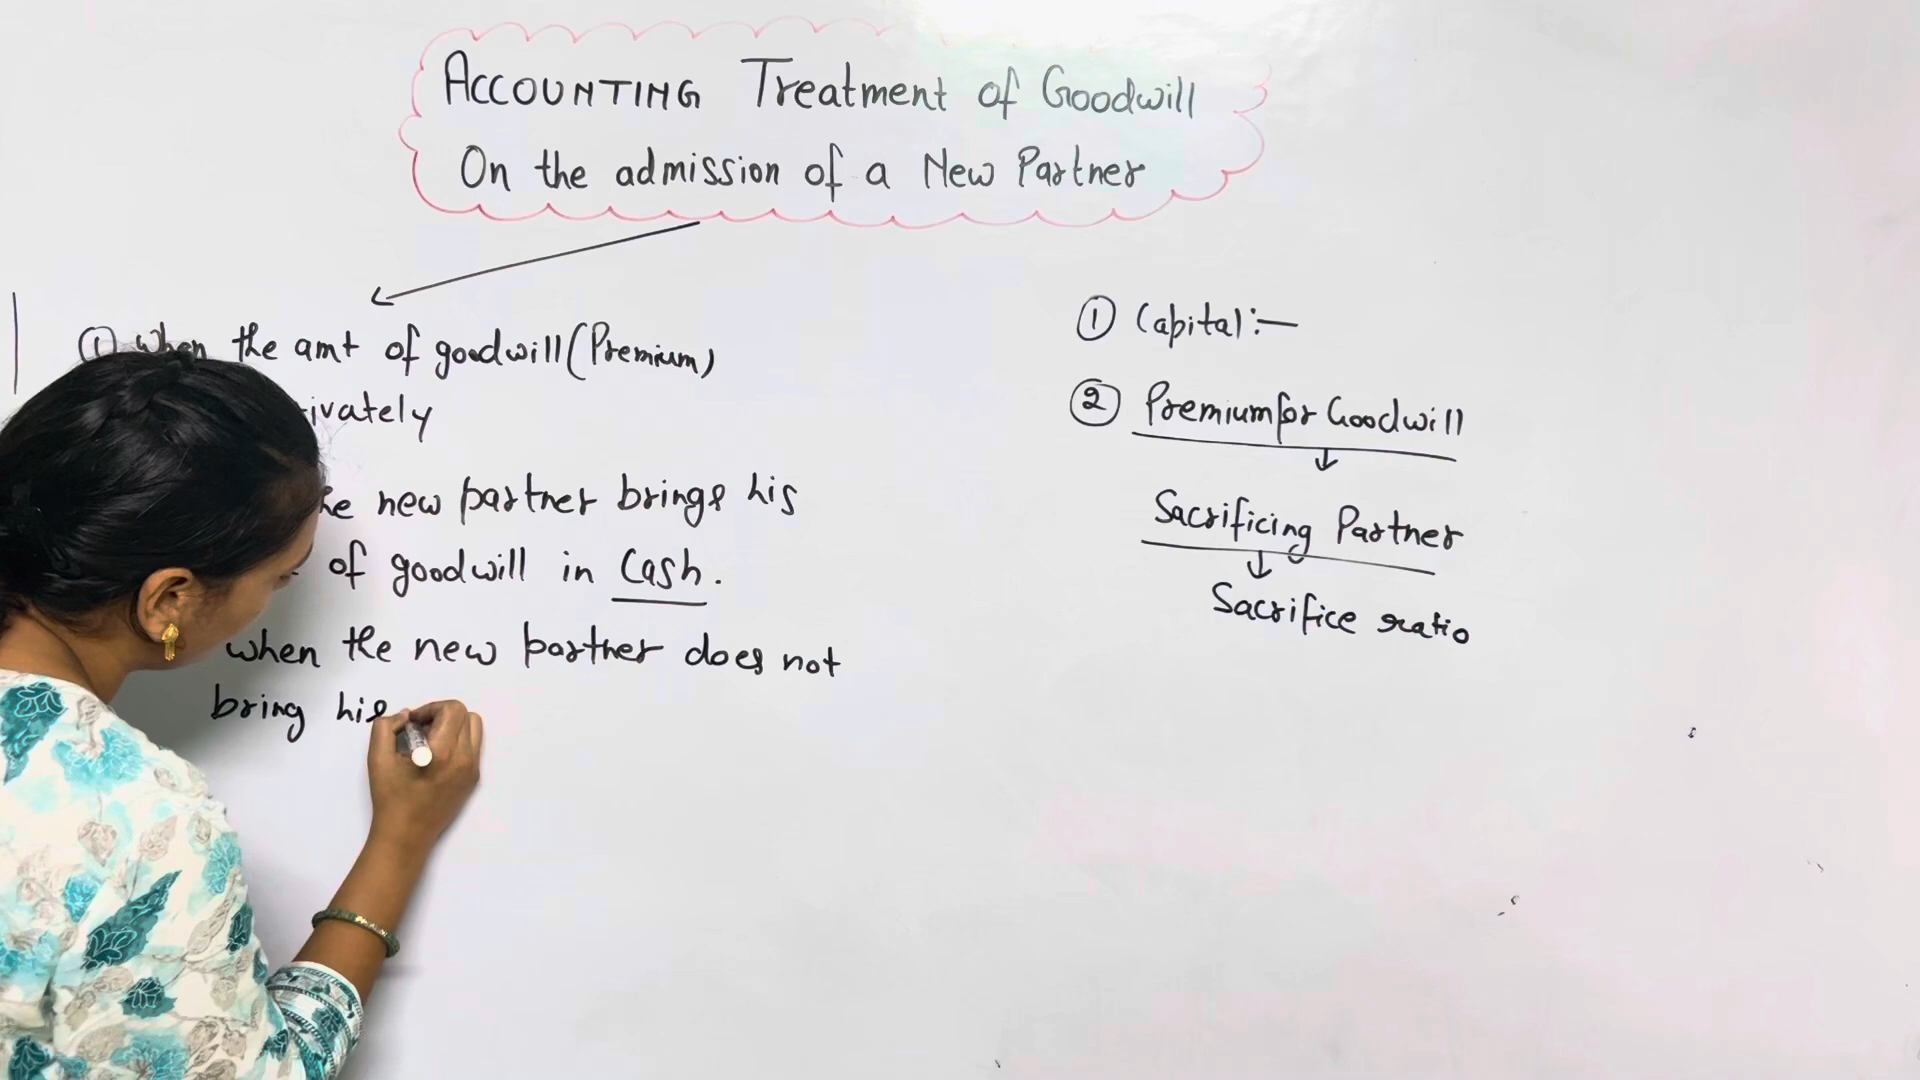 ACCOUNTING Treatment of Goodwill
On the admission of a New Partner
① when the amt of goodwill (Premium)
new partner brings his
of goodwill in Cash.
when the new partner does not
bring his
① Capital :-
② Premium for Goodwill
Sacrificing Partner
Sacrifice ratio